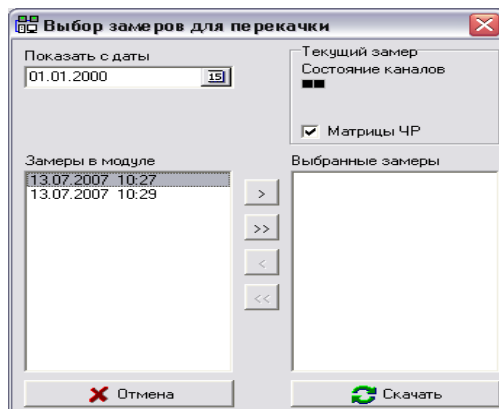 Выбор замеров для перекачки
Показать с даты
01.01.2000
15
Текущий замер
Состояние каналов
Матрицы ЧР
Замеры в модуле
13.07.2007 10:27
13.07.2007 10:29
>
>>
<
<<
Выбранные замеры
Отмена
Скачать